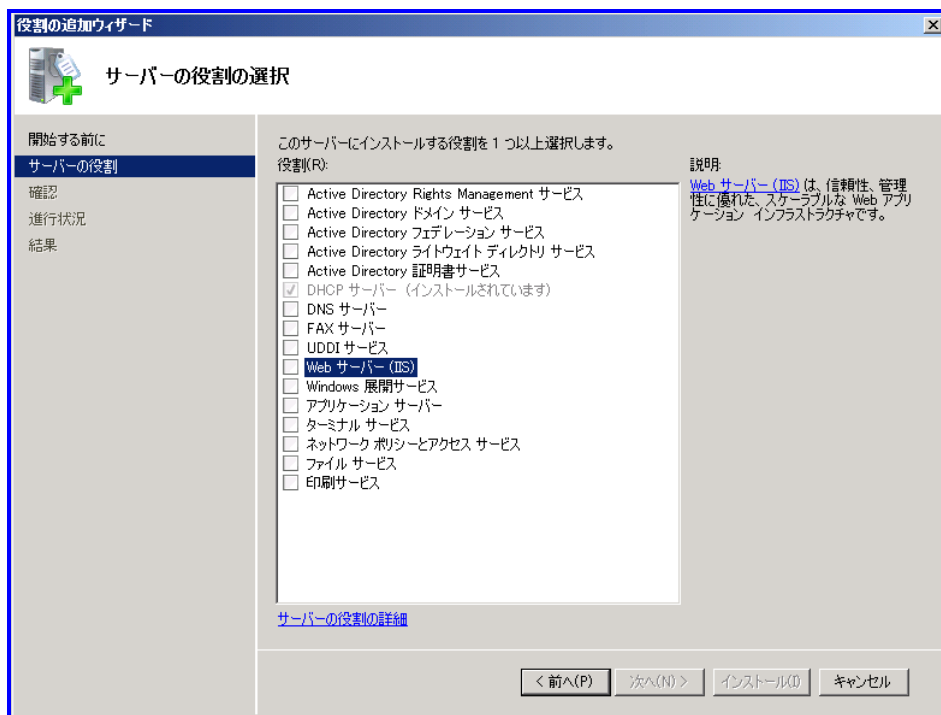 役割の追加ウィザード
サーバーの役割の選択
開始する前に
サーバーの役割
確認
進行状況
結果
このサーバーにインストールする役割を 1 つ以上選択します。
役割(R):
Active Directory Rights Management サービス
Active Directory ドメイン サービス
Active Directory フェデレーション サービス
Active Directory ライトウェイト ディレクトリ サービス
Active Directory 証明書サービス
DHCP サーバー (インストールされています)
DNS サーバー
FAX サーバー
UDDI サービス
Web サーバー (IIS)
Windows 展開サービス
アプリケーション サーバー
ターミナル サービス
ネットワーク ポリシーとアクセス サービス
ファイル サービス
印刷サービス
サーバーの役割の詳細
説明:
Web サーバー (IIS) は、信頼性、管理
性に優れた、スケーラブルな Web アプリ
ケーション インフラストラクチャです。
< 前へ(P)
次へ(N) >
インストール(I)
キャンセル